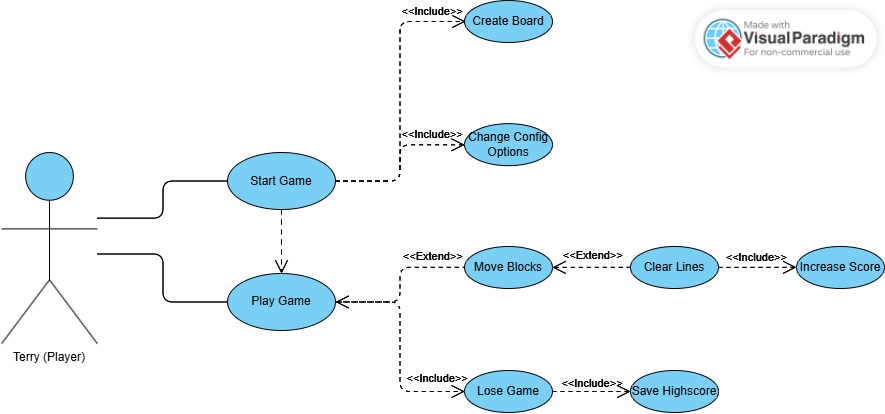 <<Include>>
Create Board
Made with
Visual Paradigm
For non-commercial use
<<Include>>
Change Config
Options
Start Game
<<Extend>>
Move Blocks
<<Extend>>
Clear Lines
<<Include>>
Increase Score
Play Game
Terry (Player)
<<Include>>
Lose Game
<<Include>>
Save Highscore